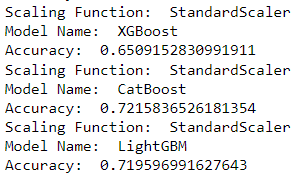 Scaling Function:  StandardScaler
Model Name:  XGBoost
Accuracy:  0.6509152830991911
Scaling Function:  StandardScaler
Model Name:  CatBoost
Accuracy:  0.7215836526181354
Scaling Function:  StandardScaler
Model Name:  LightGBM
Accuracy:  0.719596991627643